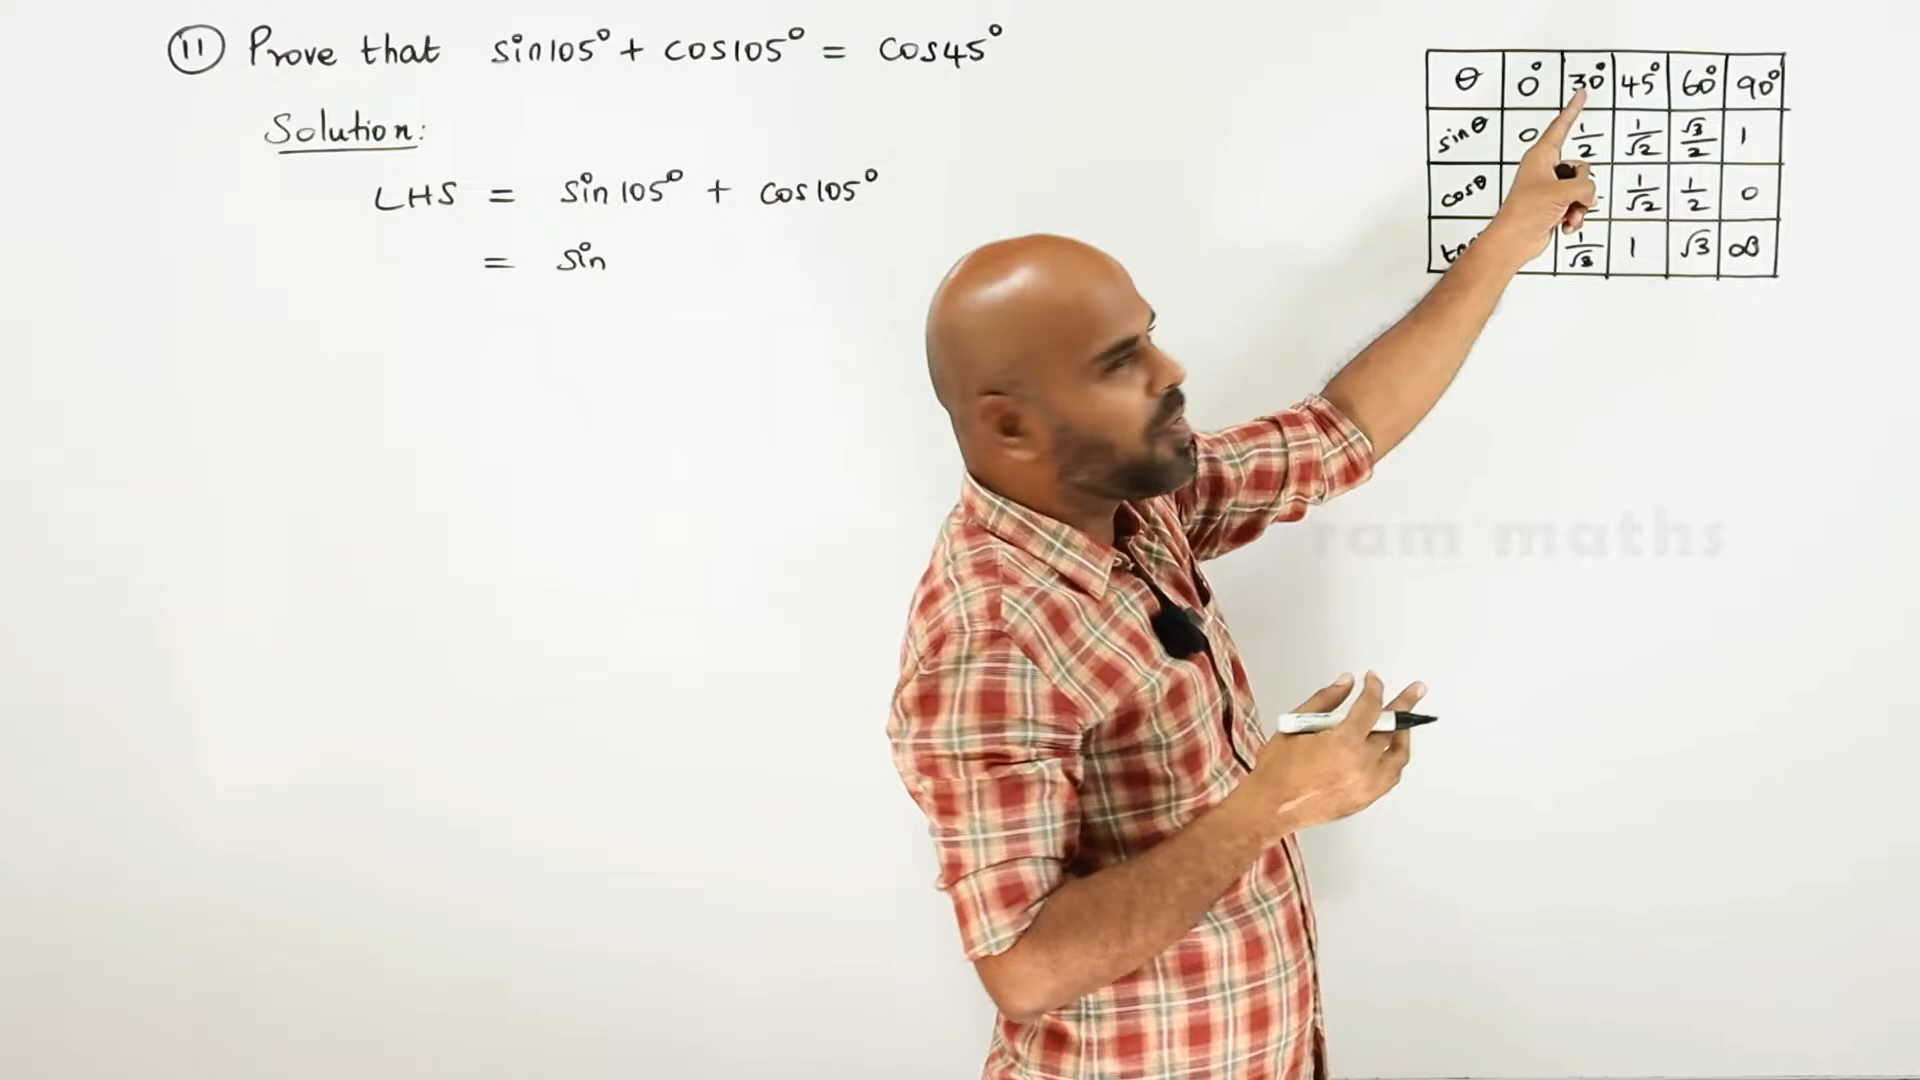 ⑪ Prove that sin105° + cos105° = cos45°
Solution:
LHS = sin105° + cos105°
= sin
θ 0° 30° 45° 60° 90°
sinθ 0 1/2 1/√2 √3/2 1
cosθ 1/√2 1/2 0
1/√3 1 √3 ∞
ram maths